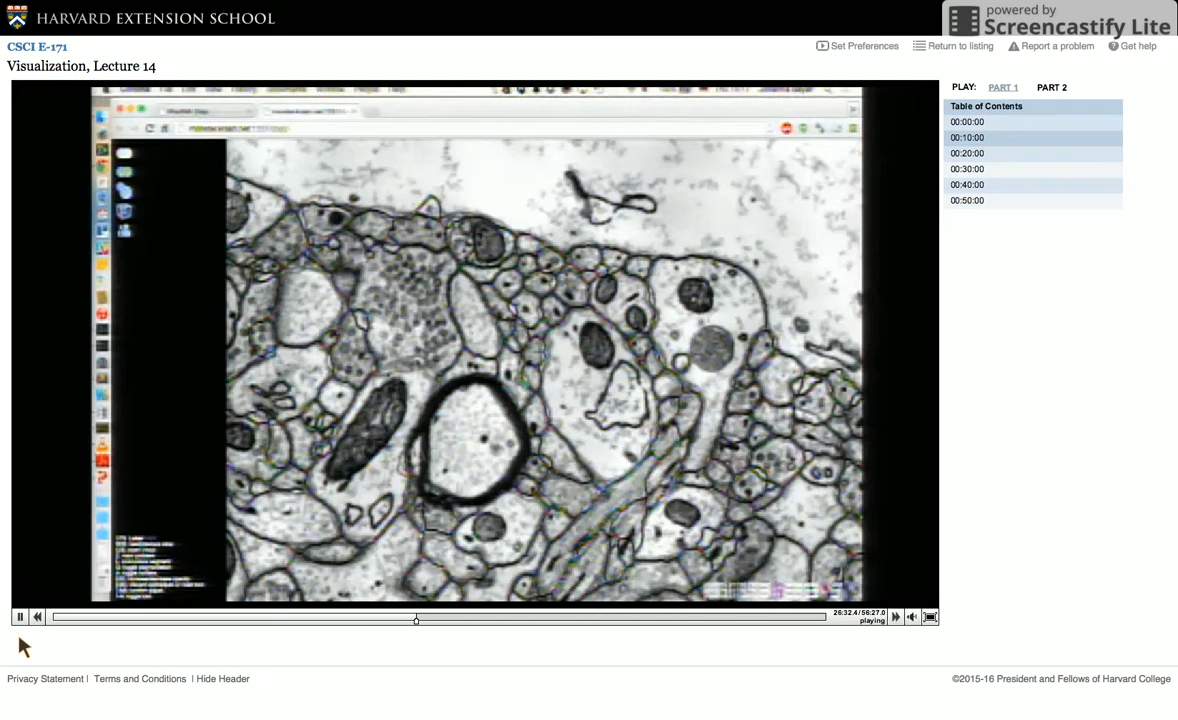 HARVARD EXTENSION SCHOOL
powered by
Screencastify Lite
CSCI E-171
Set Preferences
Return to listing
Report a problem
Get help
Visualization, Lecture 14
PLAY: PART 1 PART 2
Table of Contents
00:00:00
00:10:00
00:20:00
00:30:00
00:40:00
00:50:00
26:32.4/56:27.0
playing
Privacy Statement | Terms and Conditions | Hide Header
©2015-16 President and Fellows of Harvard College